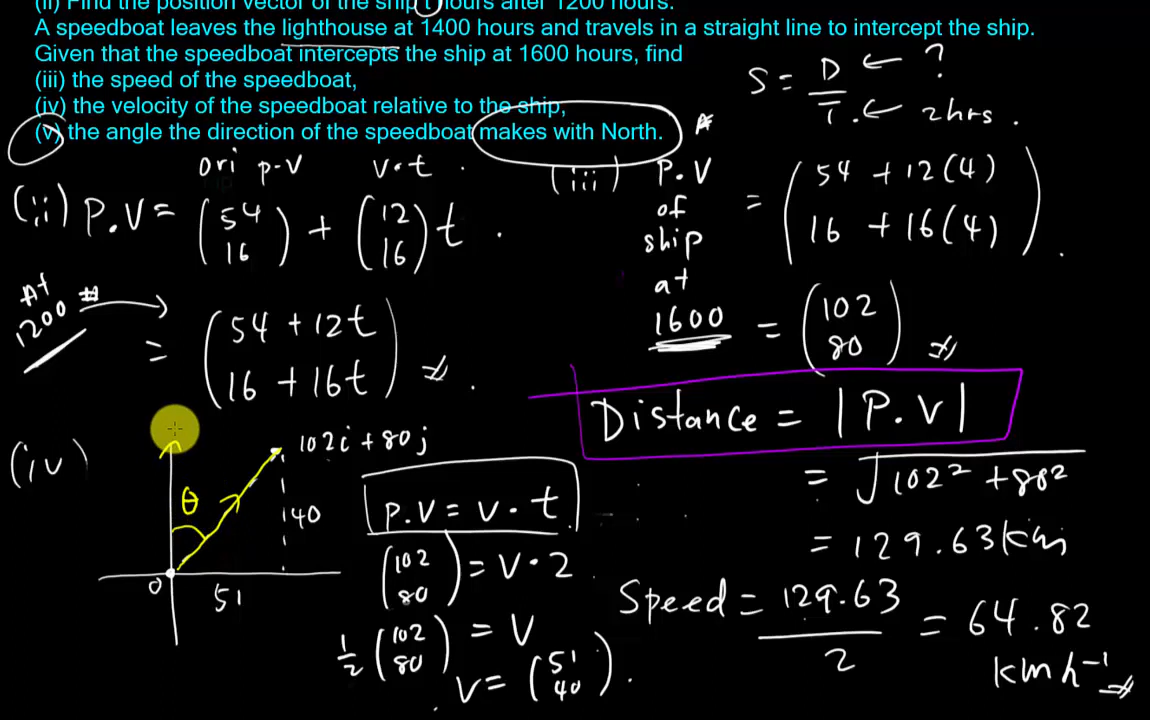 (ii) Find the position vector of the ship t hours after 1200 hours.
A speedboat leaves the lighthouse at 1400 hours and travels in a straight line to intercept the ship.
Given that the speedboat intercepts the ship at 1600 hours, find
(iii) the speed of the speedboat,
(iv) the velocity of the speedboat relative to the ship,
(v) the angle the direction of the speedboat makes with North.
S = D / T
← ?
← 2hrs.
ori p.v v.t
(ii) P.V = (54 16) + (12 16) t.
At 1200
= (54 + 12t 16 + 16t)
(iii) P.V of ship at 1600
= (54 + 12(4) 16 + 16(4)).
= (102 80)
Distance = |P.V|
= √102² + 80²
= 129.63 km
Speed = 129.63 / 2 = 64.82 kmh⁻¹
(iv)
102i + 80j
θ
40
0
51
P.V = V.t
(102 80) = V.2
½ (102 80) = V
V = (51 40).